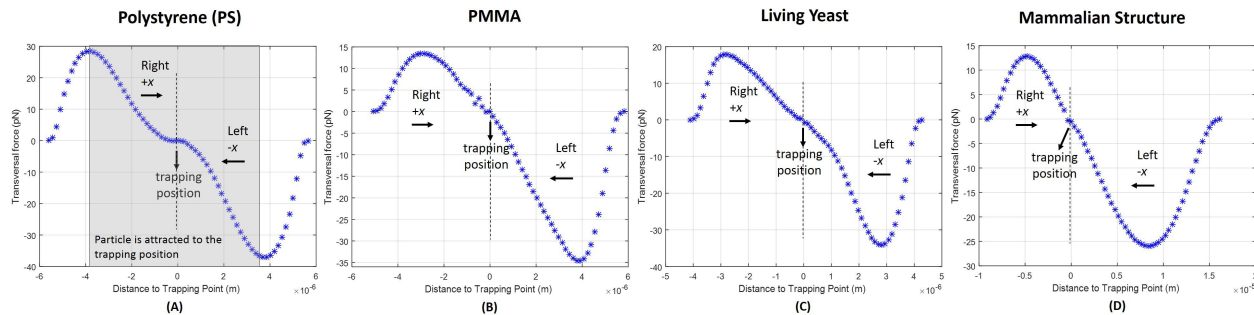 Polystyrene (PS)
Transversal force (pN)
30
20
10
0
-10
-20
-30
-40
Right
+x
Left
-x
trapping
position
Particle is attracted to the
trapping position
-6
-4
-2
0
2
4
6
Distance to Trapping Point (m)
×10⁻⁶
(A)
PMMA
Transversal force (pN)
15
10
5
0
-5
-10
-15
-20
-25
-30
-35
Right
+x
trapping
position
Left
-x
-6
-4
-2
0
2
4
6
Distance to Trapping Point (m)
×10⁻⁶
(B)
Living Yeast
Transversal force (pN)
20
10
0
-10
-20
-30
-40
Right
+x
trapping
position
Left
-x
-5
-4
-3
-2
-1
0
1
2
3
4
5
Distance to Trapping Point (m)
×10⁻⁶
(C)
Mammalian Structure
Transversal force (pN)
15
10
5
0
-5
-10
-15
-20
-25
-30
Right
+x
trapping
position
Left
-x
-1
-0.5
0
0.5
1
1.5
2
Distance to Trapping Point (m)
×10⁻⁵
(D)